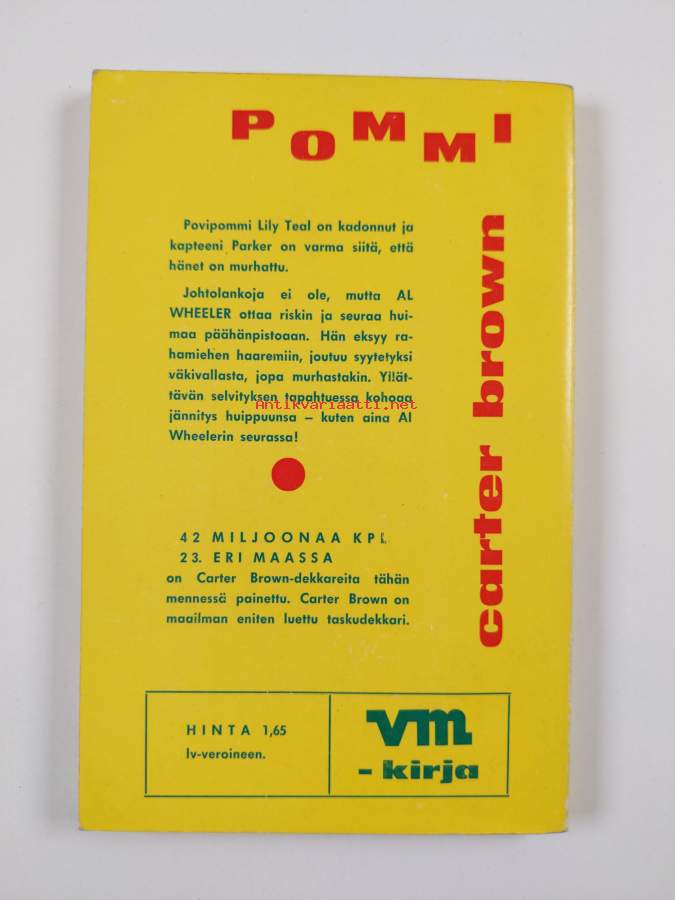 POMMI
Povipommi Lily Teal on kadonnut ja
kapteeni Parker on varma siitä, että
hänet on murhattu.
Johtolankoja ei ole, mutta AL
WHEELER ottaa riskin ja seuraa hui-
maa päähänpistoaan. Hän eksyy ra-
hamiehen haaremiin, joutuu syytetyksi
väkivallasta, jopa murhastakin. Yllät-
tävän selvityksen tapahtuessa kohoaa
Antikvariaatti.net
jännitys huippuunsa – kuten aina Al
Wheelerin seurassa!
carter brown
42 MILJOONAA KPL
23. ERI MAASSA
on Carter Brown-dekkareita tähän
mennessä painettu. Carter Brown on
maailman eniten luettu taskudekkari.
HINTA 1,65
lv-veroineen.
vm
- kirja